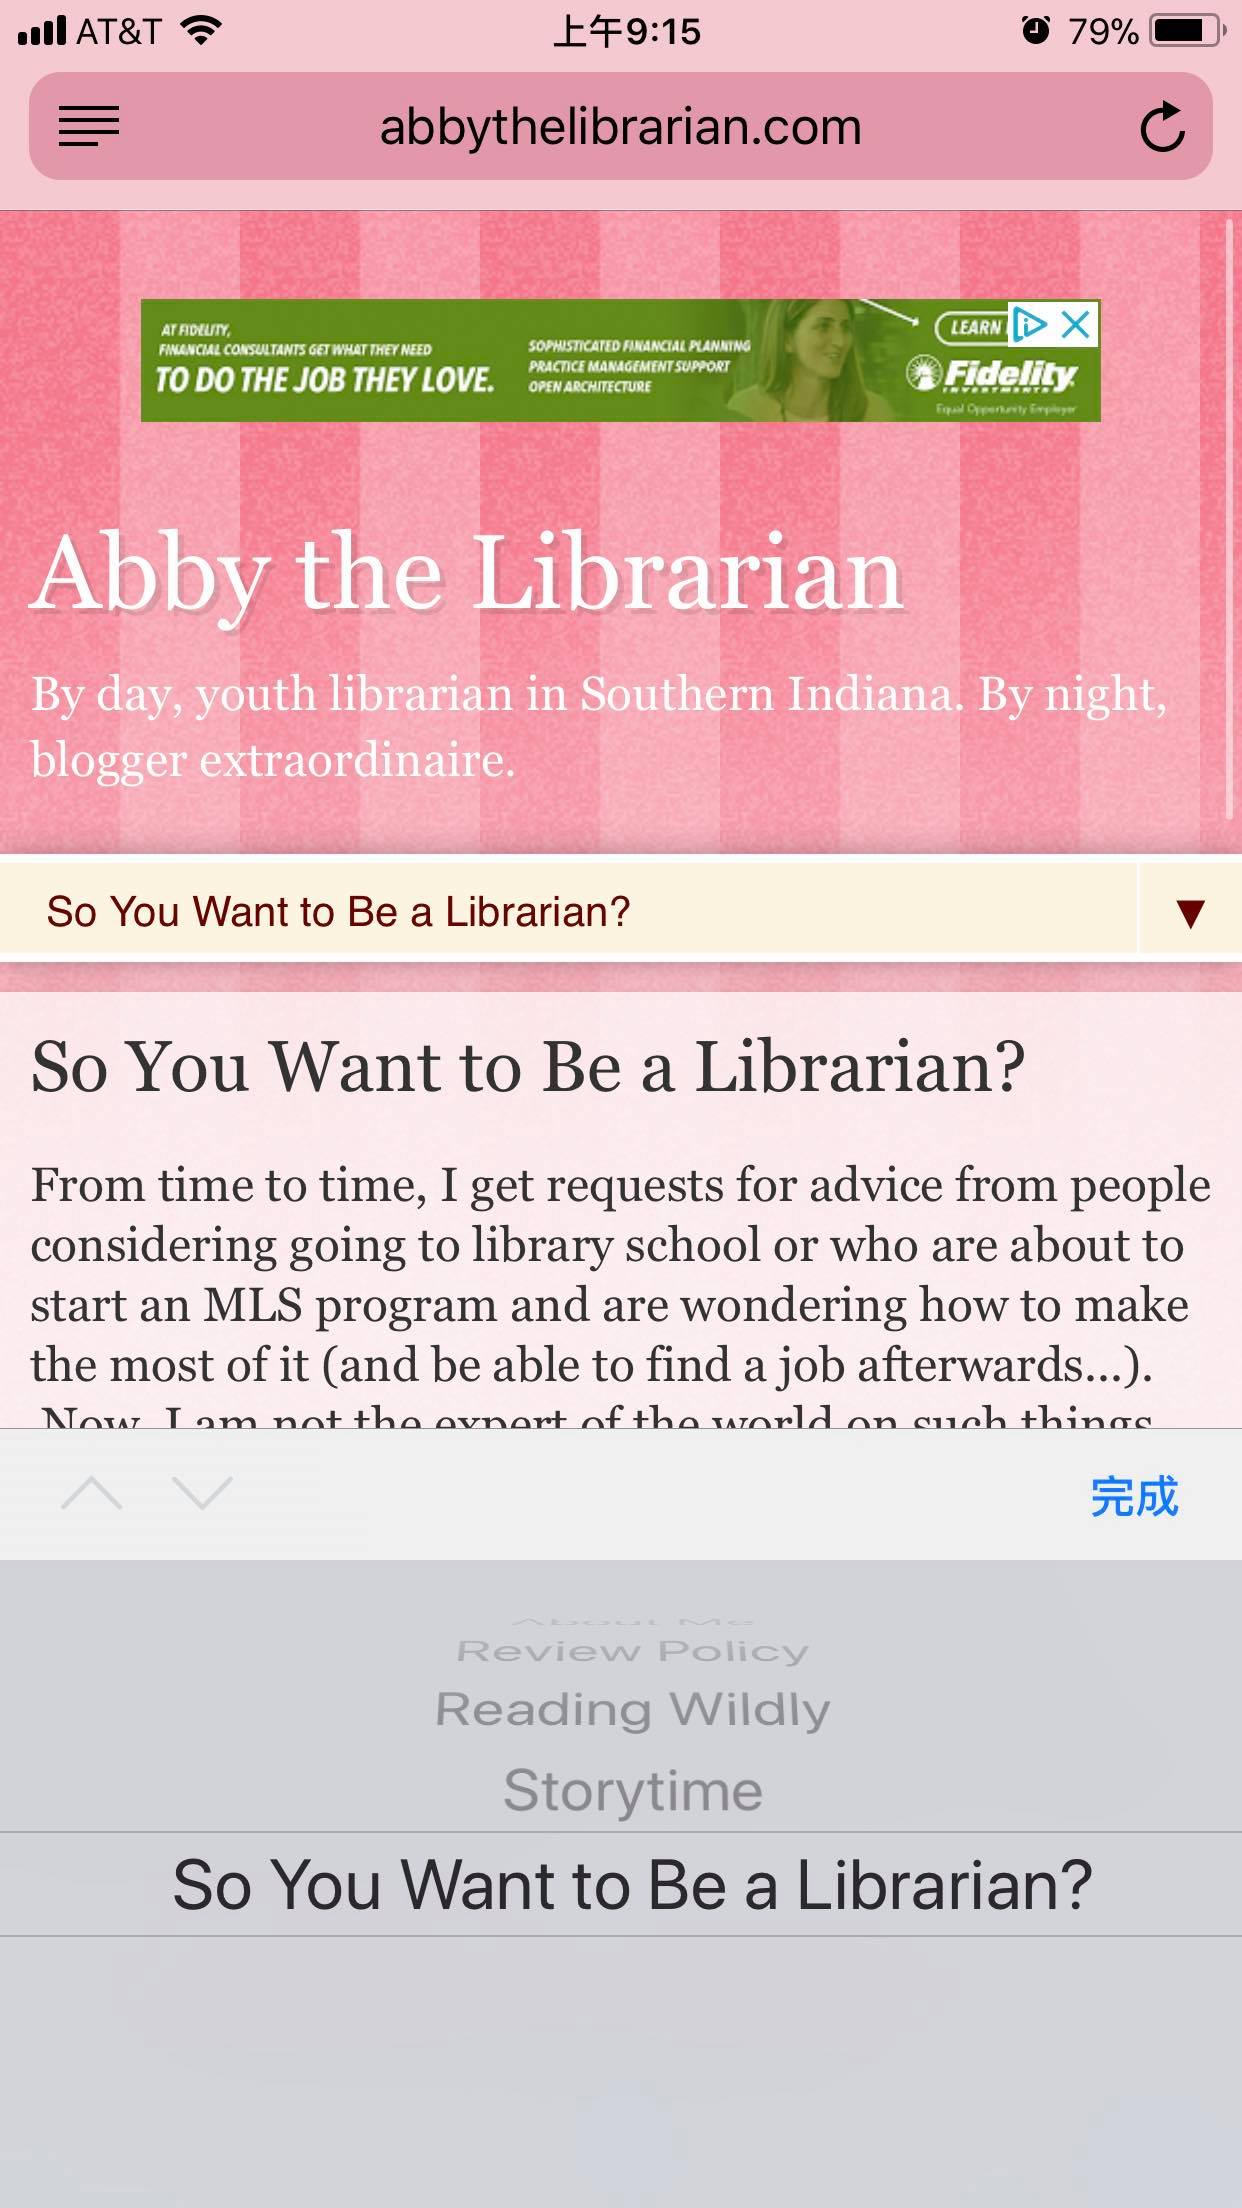 AT&T 上午9:15 79%
abbythelibrarian.com
AT FIDELITY,
FINANCIAL CONSULTANTS GET WHAT THEY NEED
TO DO THE JOB THEY LOVE.
SOPHISTICATED FINANCIAL PLANNING
PRACTICE MANAGEMENT SUPPORT
OPEN ARCHITECTURE
LEARN
Fidelity
INVESTMENTS
Equal Opportunity Employer
Abby the Librarian
By day, youth librarian in Southern Indiana. By night,
blogger extraordinaire.
So You Want to Be a Librarian? ▼
So You Want to Be a Librarian?
From time to time, I get requests for advice from people
considering going to library school or who are about to
start an MLS program and are wondering how to make
the most of it (and be able to find a job afterwards...).
Now, I am not the expert of the world on such things
完成
About Me
Review Policy
Reading Wildly
Storytime
So You Want to Be a Librarian?